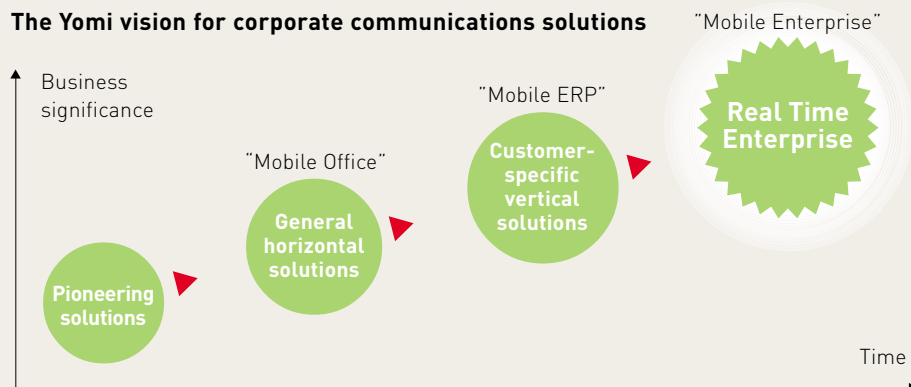 The Yomi vision for corporate communications solutions
"Mobile Enterprise"
Business
significance
"Mobile ERP"
Real Time
Enterprise
"Mobile Office"
Customer-
specific
vertical
solutions
General
horizontal
solutions
Pioneering
solutions
Time